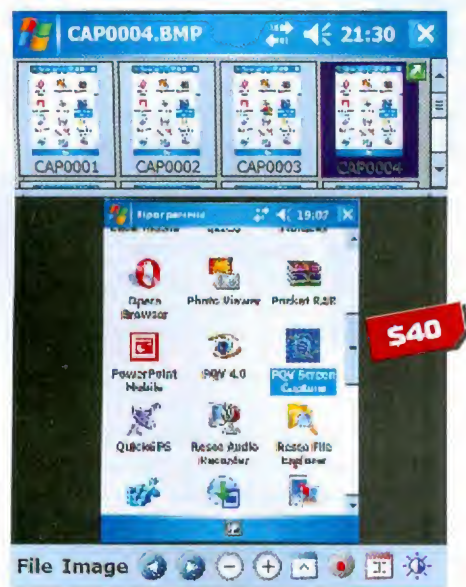 CAP0004.BMP 21:30
CAP0001 CAP0002 CAP0003 CAP0004
Программы 19:07
Opera Photo Viewer Pocket RAR
Browser
$40
PowerPoint PQV 4.0 PQV Screen
Mobile Capture
QuickGPS Resco Audio Resco File
Recorder Explorer
File Image